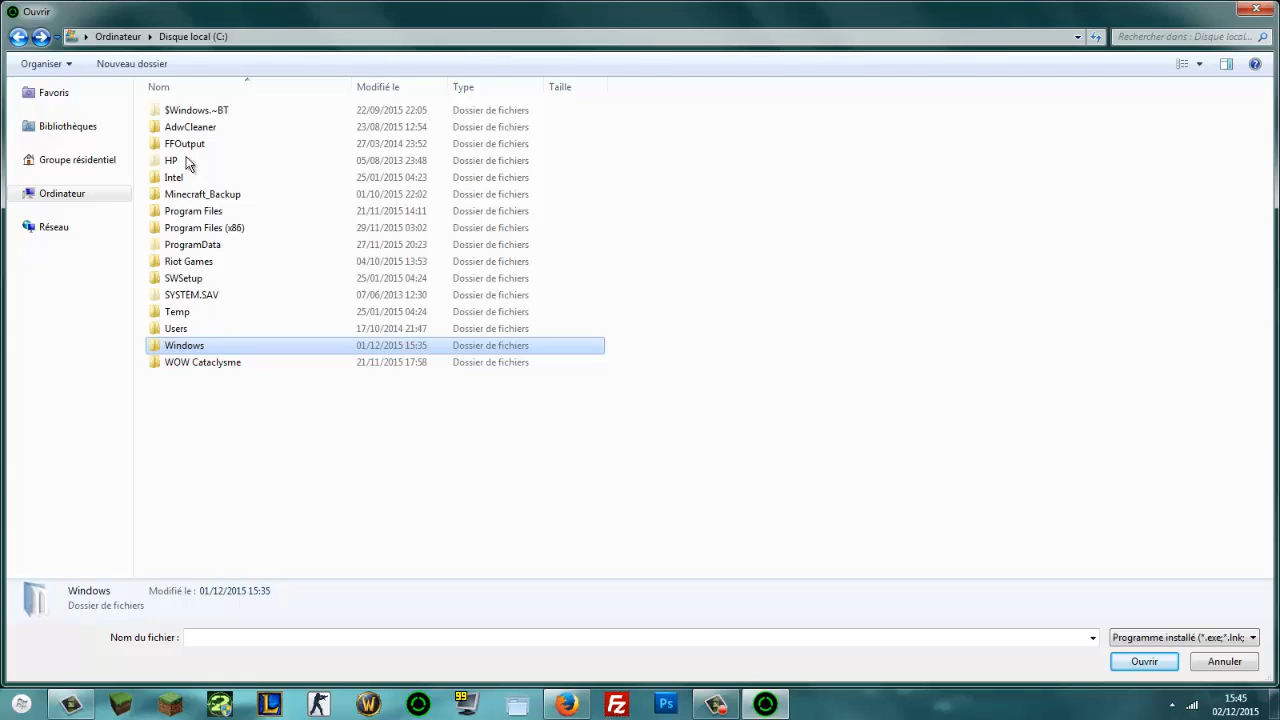 Ouvrir
Ordinateur Disque local (C:) Rechercher dans : Disque local...
Organiser Nouveau dossier
Nom Modifié le Type Taille
Favoris
Bibliothèques
Groupe résidentiel
Ordinateur
Réseau
$Windows.~BT 22/09/2015 22:05 Dossier de fichiers
AdwCleaner 23/08/2015 12:54 Dossier de fichiers
FFOutput 27/03/2014 23:52 Dossier de fichiers
HP 05/08/2013 23:48 Dossier de fichiers
Intel 25/01/2015 04:23 Dossier de fichiers
Minecraft_Backup 01/10/2015 22:02 Dossier de fichiers
Program Files 21/11/2015 14:11 Dossier de fichiers
Program Files (x86) 29/11/2015 03:02 Dossier de fichiers
ProgramData 27/11/2015 20:23 Dossier de fichiers
Riot Games 04/10/2015 13:53 Dossier de fichiers
SWSetup 25/01/2015 04:24 Dossier de fichiers
SYSTEM.SAV 07/06/2013 12:30 Dossier de fichiers
Temp 25/01/2015 04:24 Dossier de fichiers
Users 17/10/2014 21:47 Dossier de fichiers
Windows 01/12/2015 15:35 Dossier de fichiers
WOW Cataclysme 21/11/2015 17:58 Dossier de fichiers
Windows Modifié le : 01/12/2015 15:35
Dossier de fichiers
Nom du fichier : Programme installé (*.exe;*.lnk;
Ouvrir Annuler
99
L
W
FZ
Ps
15:45
02/12/2015